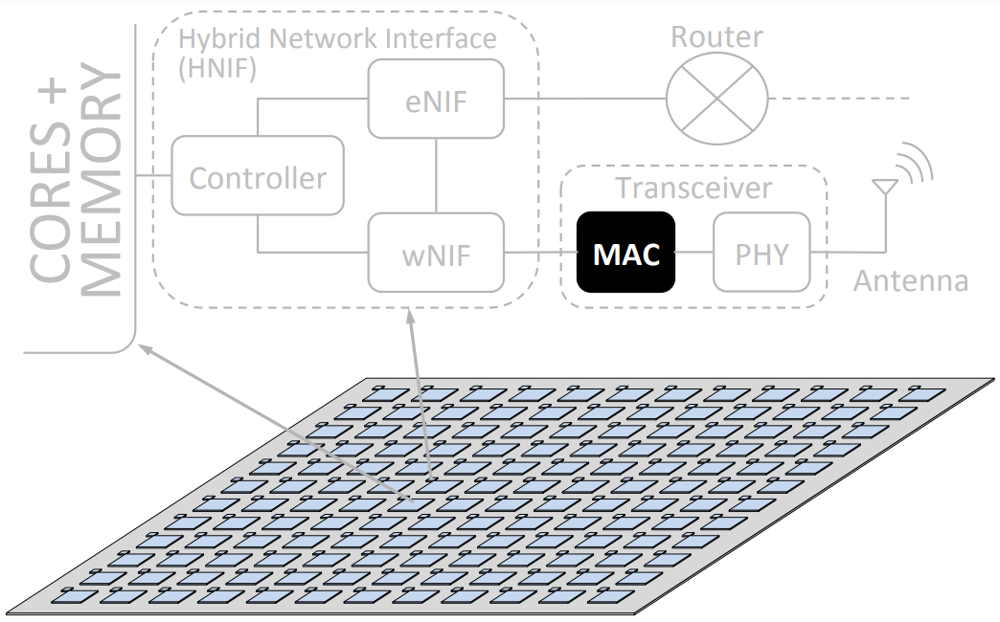 CORES +
MEMORY
Hybrid Network Interface
(HNIF)
eNIF
Controller
wNIF
Router
Transceiver
MAC
PHY
Antenna